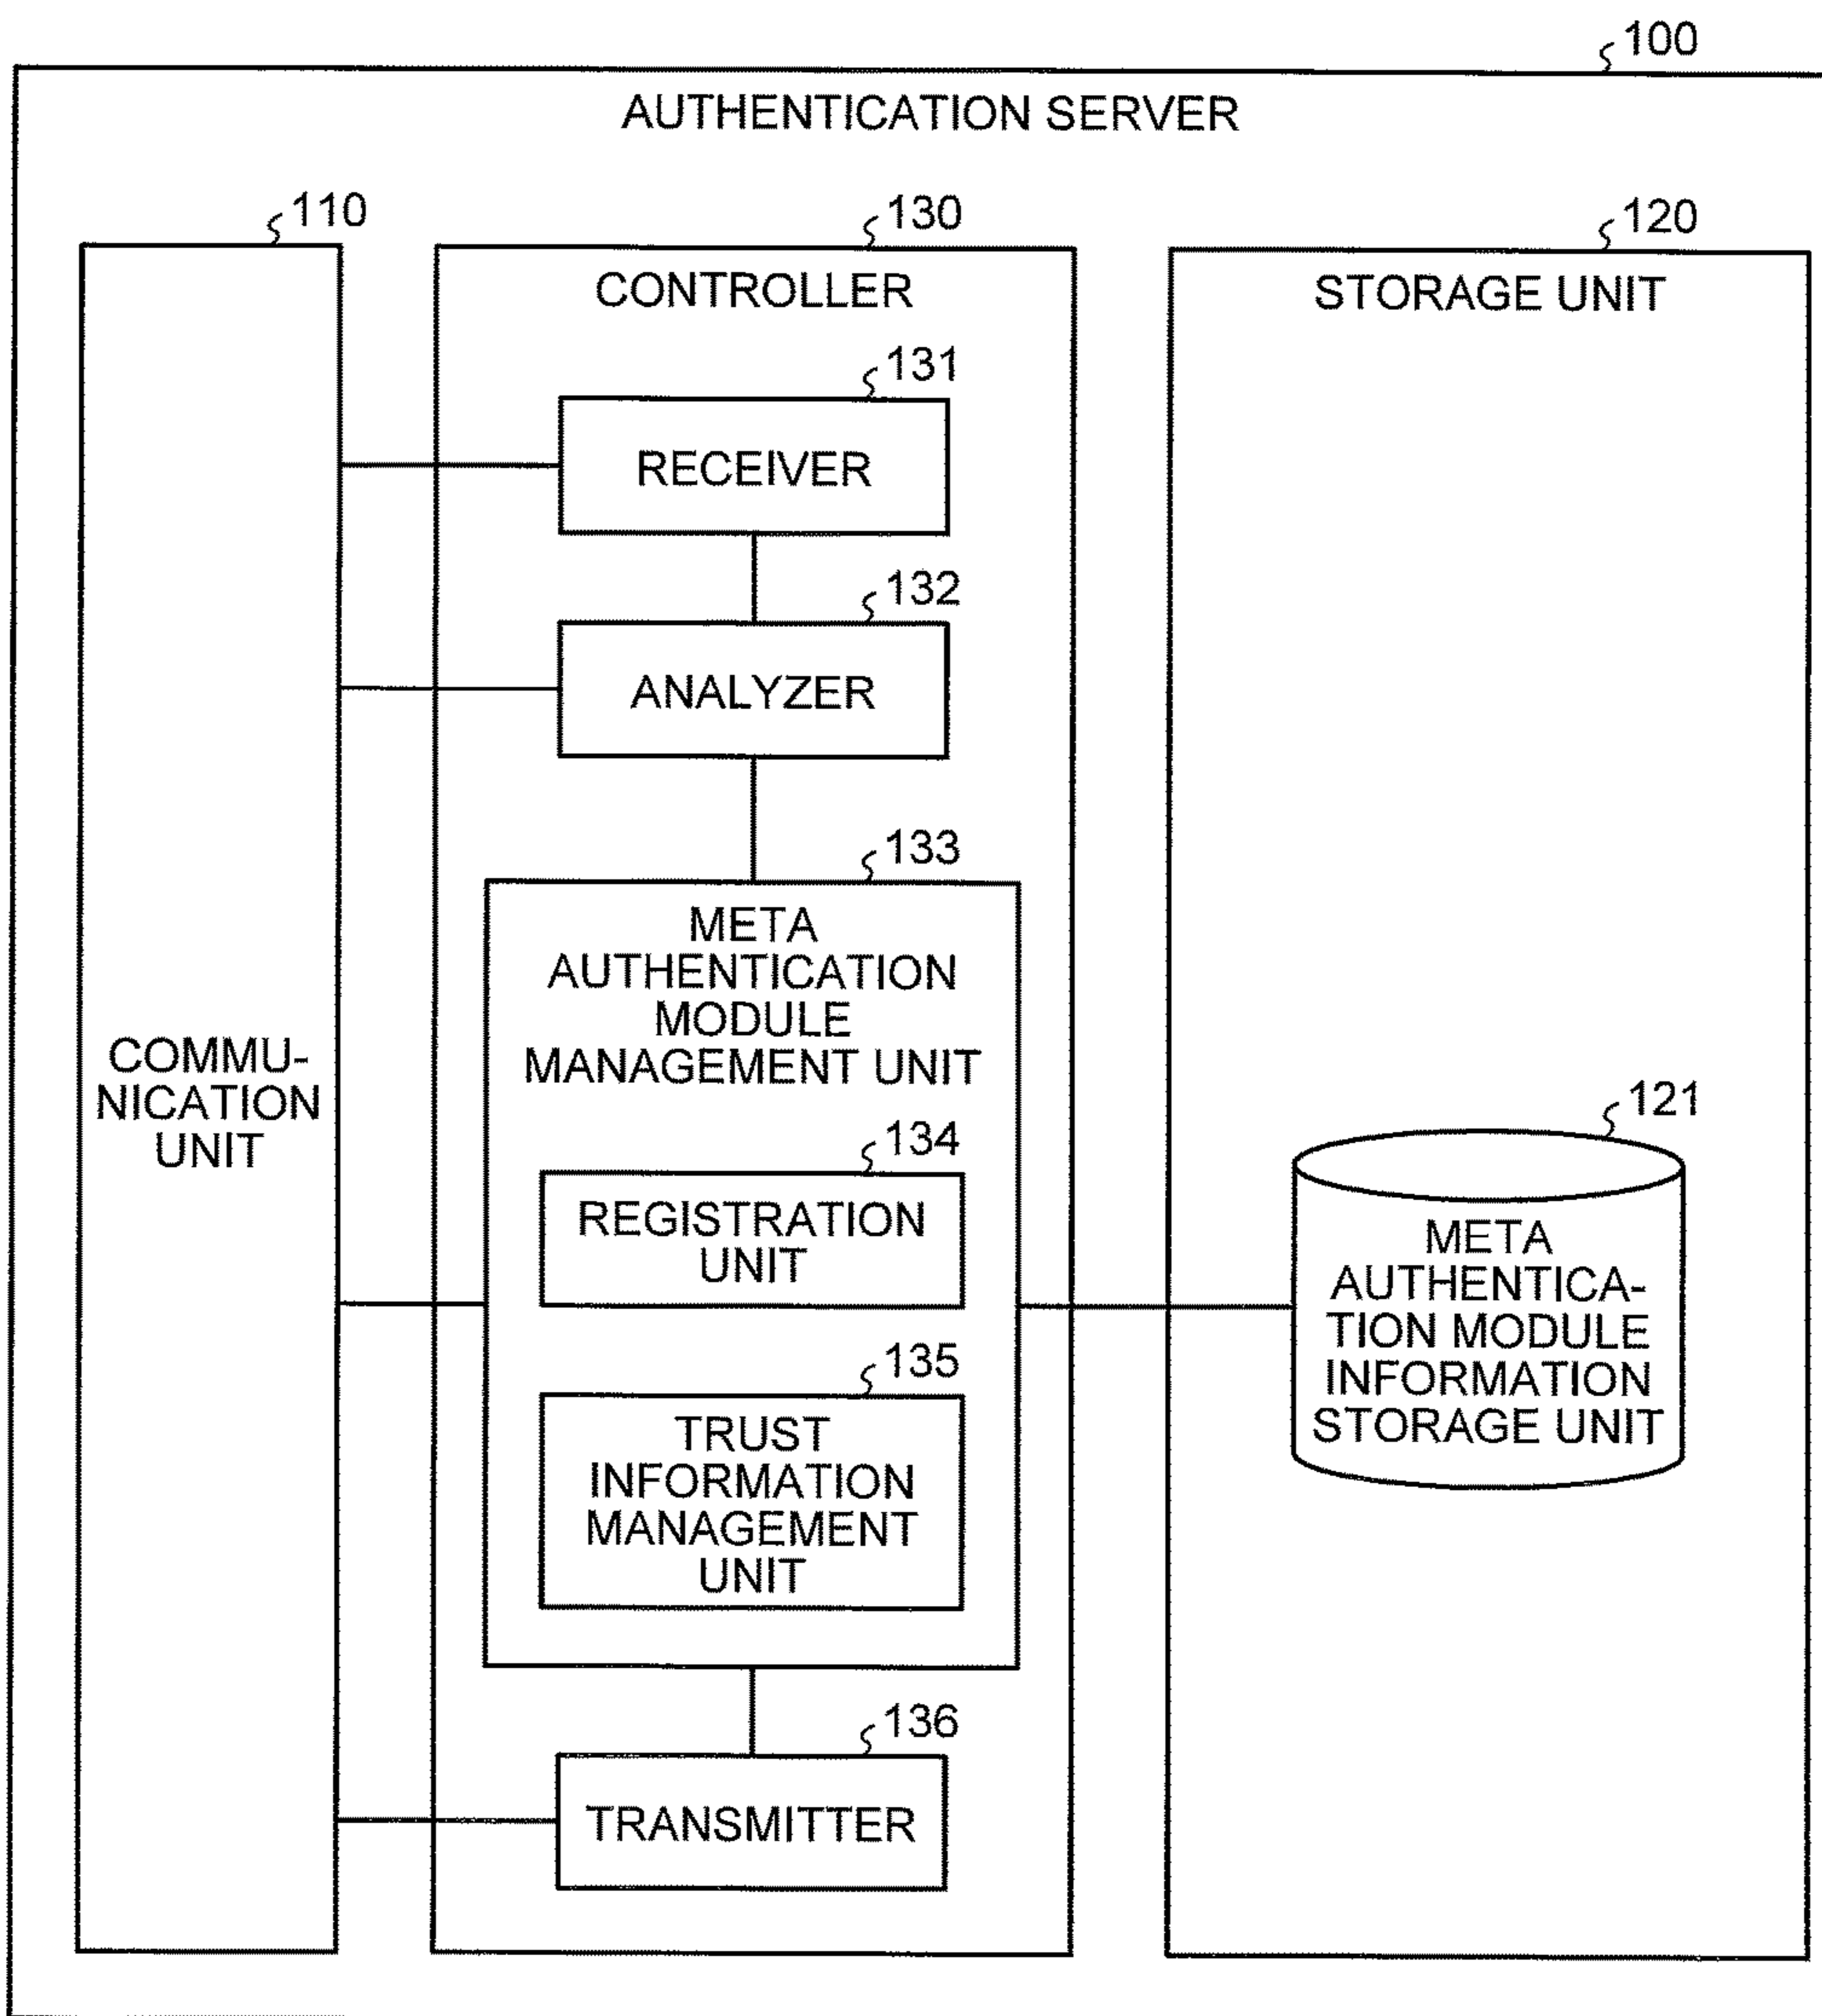 100
AUTHENTICATION SERVER
110
COMMU-
NICATION
UNIT
130
CONTROLLER
131
RECEIVER
132
ANALYZER
133
META
AUTHENTICATION
MODULE
MANAGEMENT UNIT
134
REGISTRATION
UNIT
135
TRUST
INFORMATION
MANAGEMENT
UNIT
136
TRANSMITTER
120
STORAGE UNIT
121
META
AUTHENTICA-
TION MODULE
INFORMATION
STORAGE UNIT